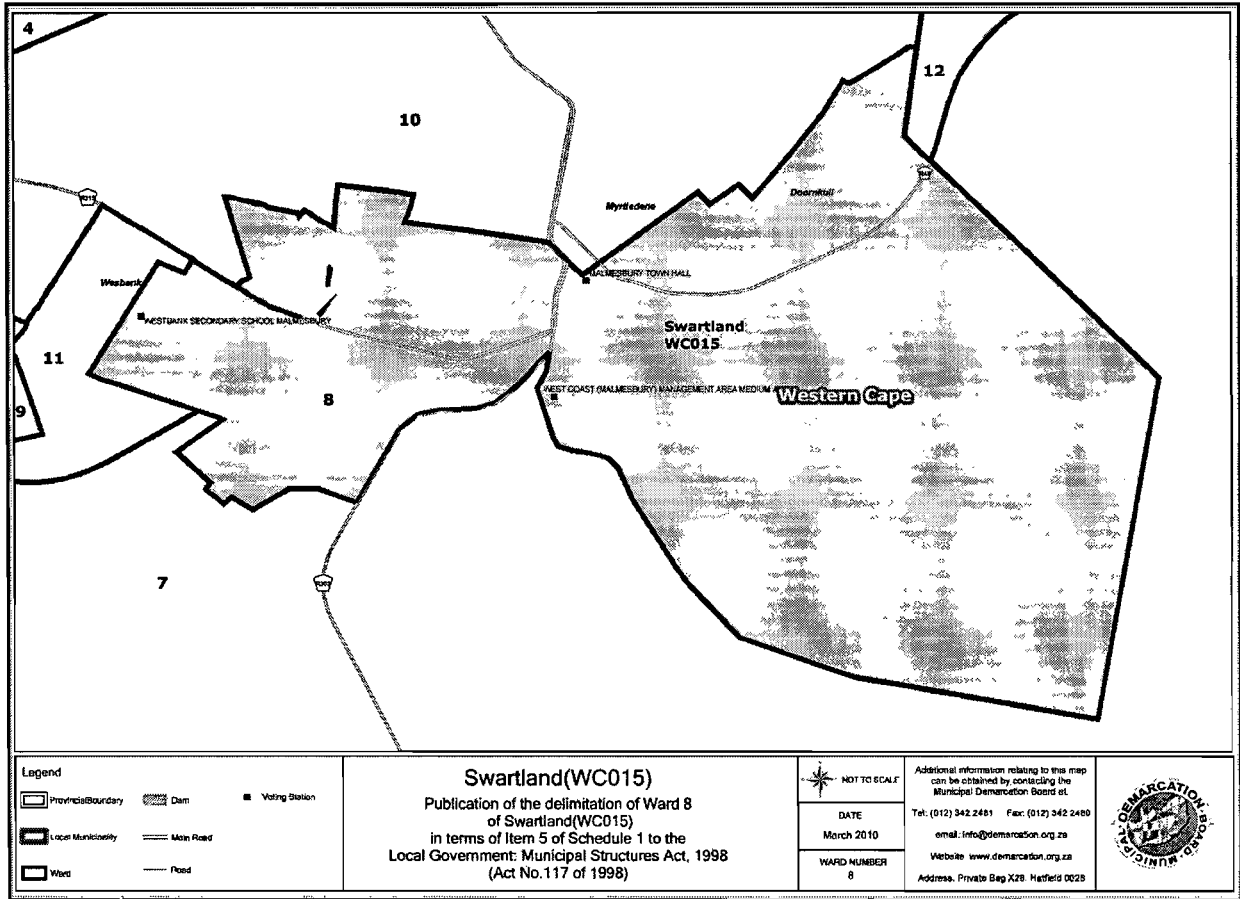 4
12
10
R315
Doornkuil
Myrtledene
Wesbank
MALMESBURY TOWN HALL
WESTBANK SECONDARY SCHOOL MALMESBURY
Swartland
WC015
11
WEST COAST (MALMESBURY) MANAGEMENT AREA MEDIUM A
Western Cape
8
9
7
Legend
ProvincialBoundary
Dam
Voting Station
Local Municipality
Main Road
Ward
Road
Swartland(WC015)
Publication of the delimitation of Ward 8
of Swartland(WC015)
in terms of Item 5 of Schedule 1 to the
Local Government: Municipal Structures Act, 1998
(Act No.117 of 1998)
NOT TO SCALE
DATE
March 2010
WARD NUMBER
8
Additional information relating to this map
can be obtained by contacting the
Municipal Demarcation Board at.
Tel: (012) 342 2481 Fax: (012) 342 2480
email: info@demarcation.org.za
Website www.demarcation.org.za
Address. Private Bag X28. Hatfield 0028
MUNICIPAL DEMARCATION BOARD